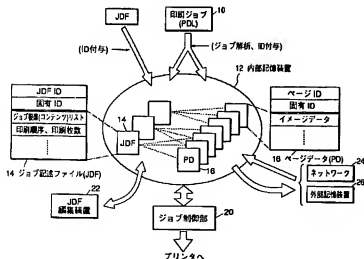 JDF
印刷ジョブ
(PDL)
10
(ID付与)
(ジョブ解析、ID付与)
12 内部記憶装置
JDF ID
固有 ID
ジョブ要素(コンテンツ)リスト
印刷順序、印刷枚数
14 ジョブ記述ファイル(JDF)
14
JDF
PD
16
ページID
固有 ID
イメージデータ
16 ページデータ(PD)
24
ネットワーク
26
外部記憶装置
22
JDF
編集装置
20
ジョブ制御部
プリンタへ